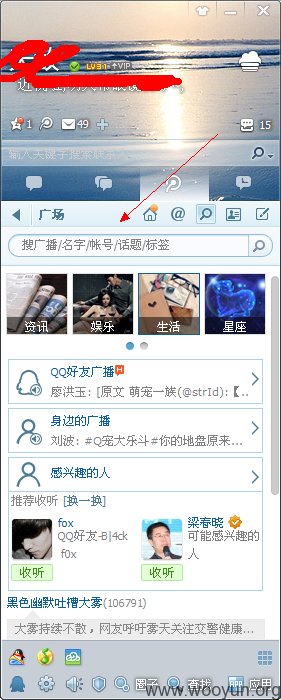 LV31 ↑VIP
1 49 15
广场
搜广播/名字/帐号/话题/标签
资讯 娱乐 生活 星座
QQ好友广播 H
廖洪玉: [原文 萌宠一族(@strId):【...
身边的广播
刘波: #Q宠大乐斗#你的地盘原来...
感兴趣的人
推荐收听 [换一换]
fox
QQ好友-B|4ck
f0x
收听
梁春晓
可能感兴趣的
人
收听
黑色幽默吐槽大雾(106791)
大雾持续不散，网友呼吁雾天关注交警健康...
圈子 查找 应用
www.wooyun.org